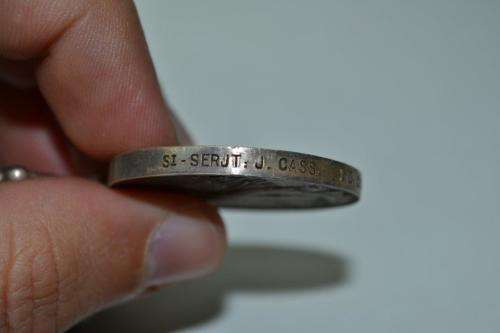 SI-SERJT. J. CASS.